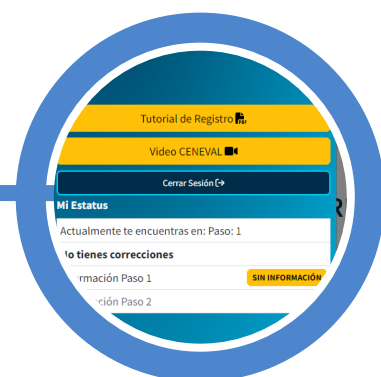 Tutorial de Registro
Video CENEVAL
Cerrar Sesión
Mi Estatus
Actualmente te encuentras en: Paso: 1
No tienes correcciones
Paso 1 SIN INFORMACIÓN
Paso 2